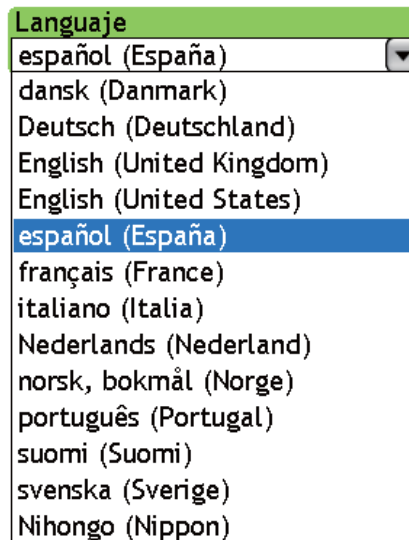 Languaje
español (España)
dansk (Danmark)
Deutsch (Deutschland)
English (United Kingdom)
English (United States)
español (España)
français (France)
italiano (Italia)
Nederlands (Nederland)
norsk, bokmål (Norge)
português (Portugal)
suomi (Suomi)
svenska (Sverige)
Nihongo (Nippon)